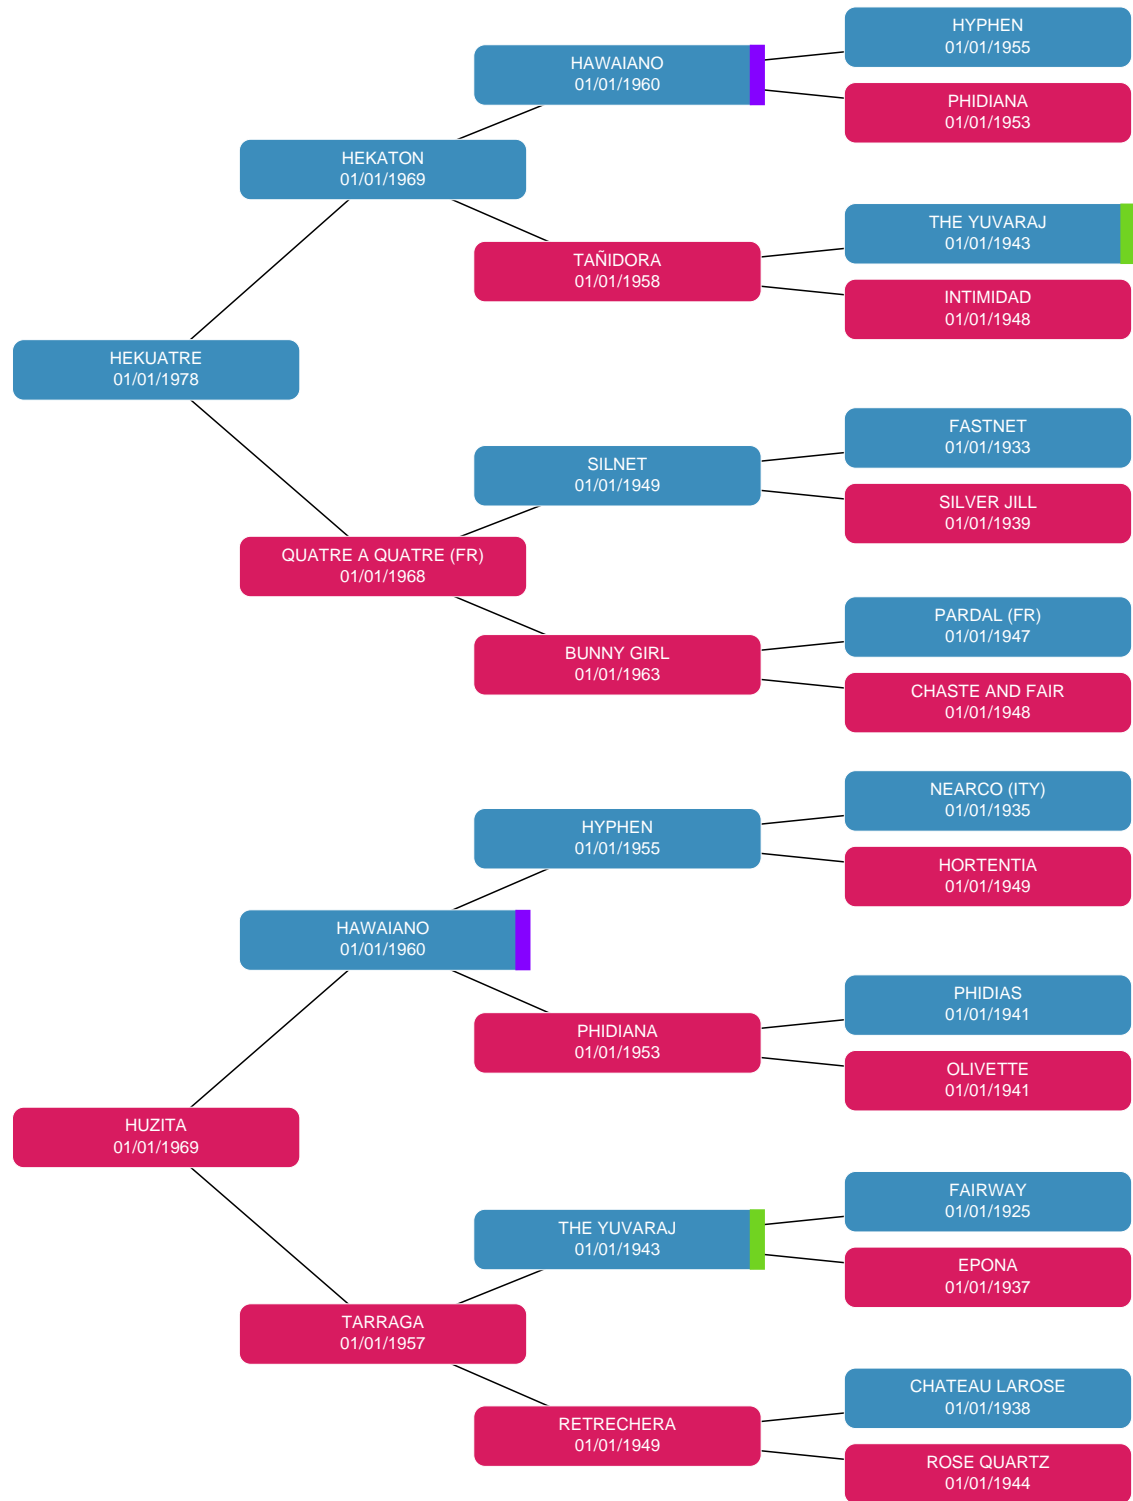 HYPHEN
01/01/1955
HAWAIANO
01/01/1960
PHIDIANA
01/01/1953
HEKATON
01/01/1969
THE YUVARAJ
01/01/1943
TAÑIDORA
01/01/1958
INTIMIDAD
01/01/1948
HEKUATRE
01/01/1978
FASTNET
01/01/1933
SILNET
01/01/1949
SILVER JILL
01/01/1939
QUATRE A QUATRE (FR)
01/01/1968
PARDAL (FR)
01/01/1947
BUNNY GIRL
01/01/1963
CHASTE AND FAIR
01/01/1948
NEARCO (ITY)
01/01/1935
HYPHEN
01/01/1955
HORTENTIA
01/01/1949
HAWAIANO
01/01/1960
PHIDIAS
01/01/1941
PHIDIANA
01/01/1953
OLIVETTE
01/01/1941
HUZITA
01/01/1969
FAIRWAY
01/01/1925
THE YUVARAJ
01/01/1943
EPONA
01/01/1937
TARRAGA
01/01/1957
CHATEAU LAROSE
01/01/1938
RETRECHERA
01/01/1949
ROSE QUARTZ
01/01/1944